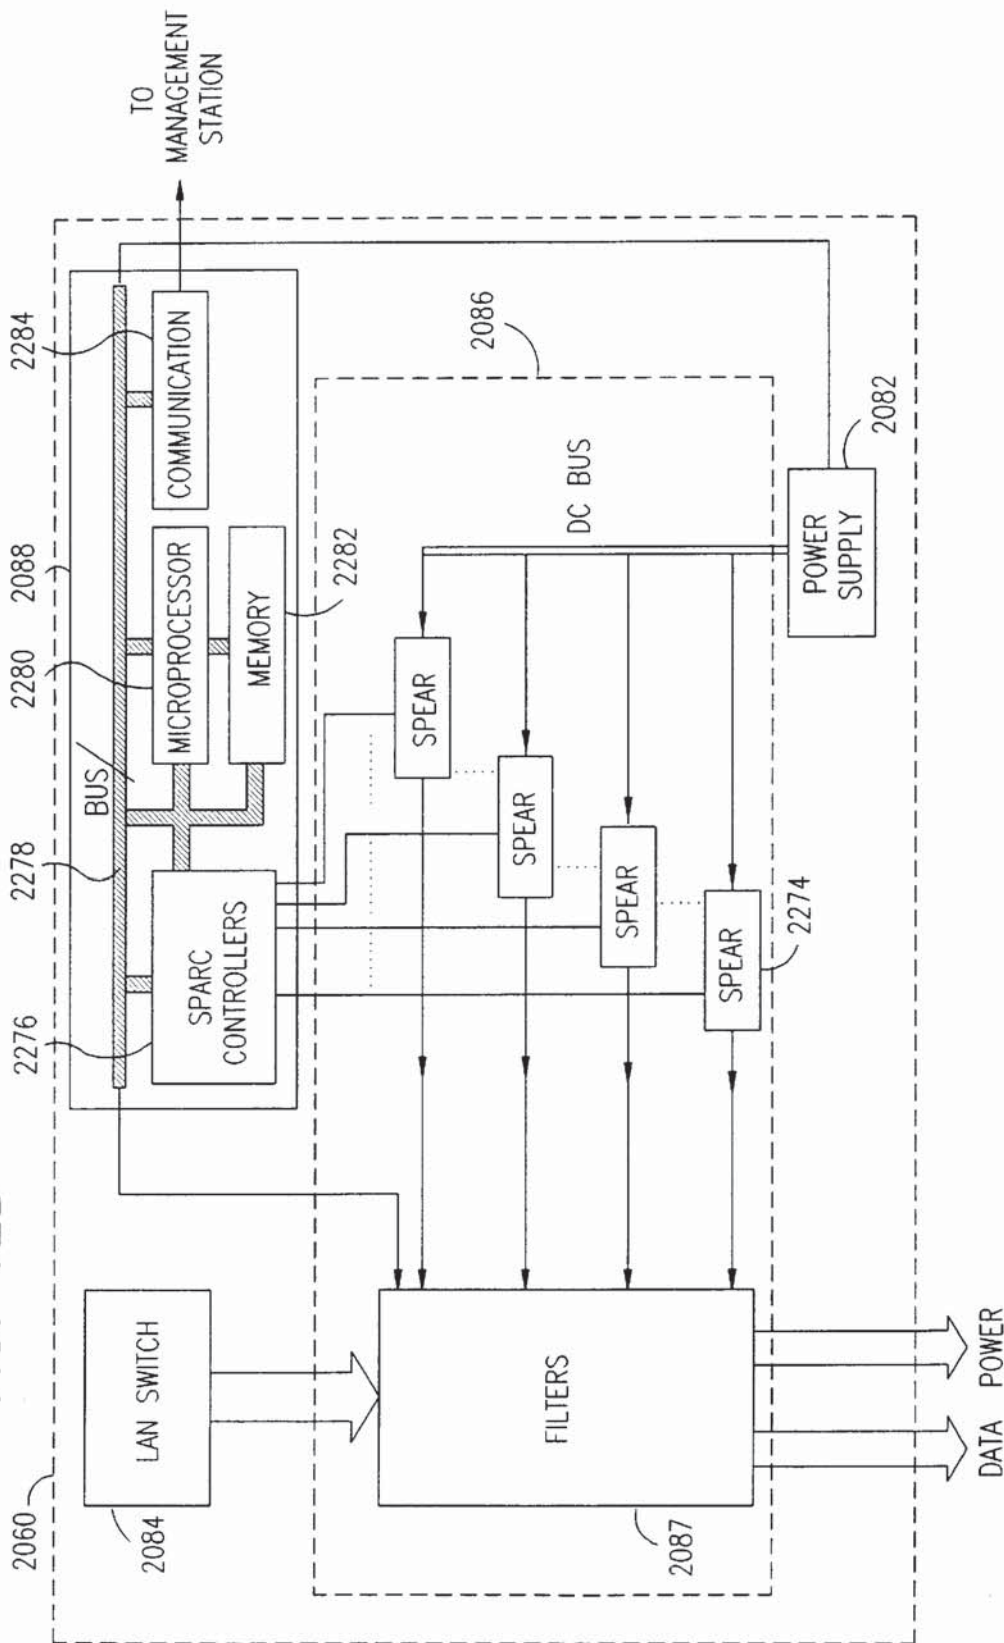 2060
2084
LAN SWITCH
2276
2278
2280
2088
2284
BUS
SPARC
CONTROLLERS
MICROPROCESSOR
MEMORY
2282
COMMUNICATION
TO
MANAGEMENT
STATION
2086
DC BUS
SPEAR
SPEAR
SPEAR
SPEAR
2274
POWER
SUPPLY
2082
FILTERS
2087
DATA
POWER